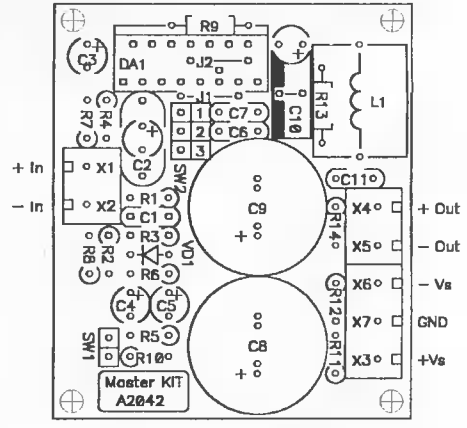 R9
C3
DA1
J2
J1
R7
R4
C2
1
2
3
SW2
C7
C6
C10
R13
L1
+ In
- In
X1
X2
R1
C1
R3
R6
VD1
R8
R2
C9
C11
R14
X4
X5
X6
X7
X3
+ Out
- Out
- Vs
GND
+Vs
R12
R11
C4
C5
C8
SW1
R5
R10
Master KIT
A2042